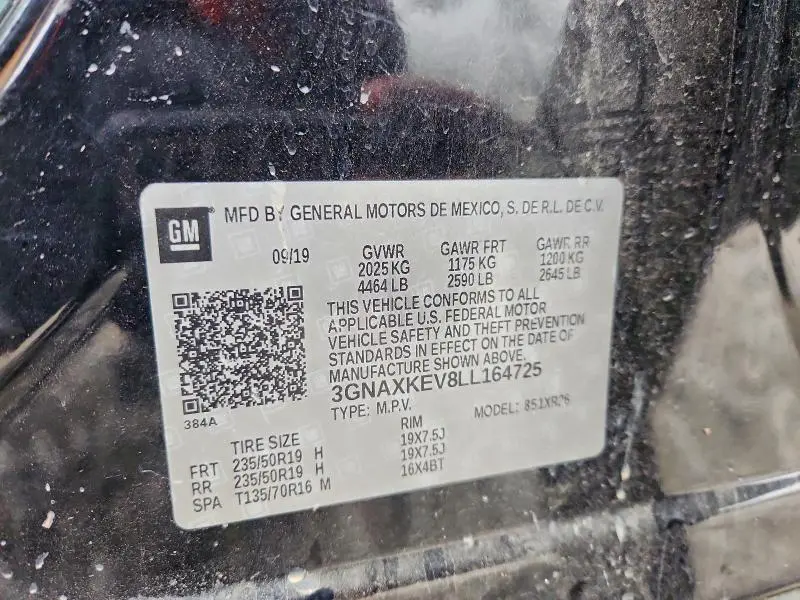 GM MFD BY GENERAL MOTORS DE MEXICO, S. DE R.L. DE C.V.
09/19 GVWR GAWR FRT GAWR RR
2025 KG 1175 KG 1200 KG
4464 LB 2590 LB 2645 LB
THIS VEHICLE CONFORMS TO ALL
APPLICABLE U.S. FEDERAL MOTOR
VEHICLE SAFETY AND THEFT PREVENTION
STANDARDS IN EFFECT ON THE DATE OF
MANUFACTURE SHOWN ABOVE.
3GNAXKEV8LL164725
TYPE: M.P.V. MODEL: 851XR26
384A
TIRE SIZE RIM
FRT 235/50R19 H 19X7.5J
RR 235/50R19 H 19X7.5J
SPA T135/70R16 M 16X4BT